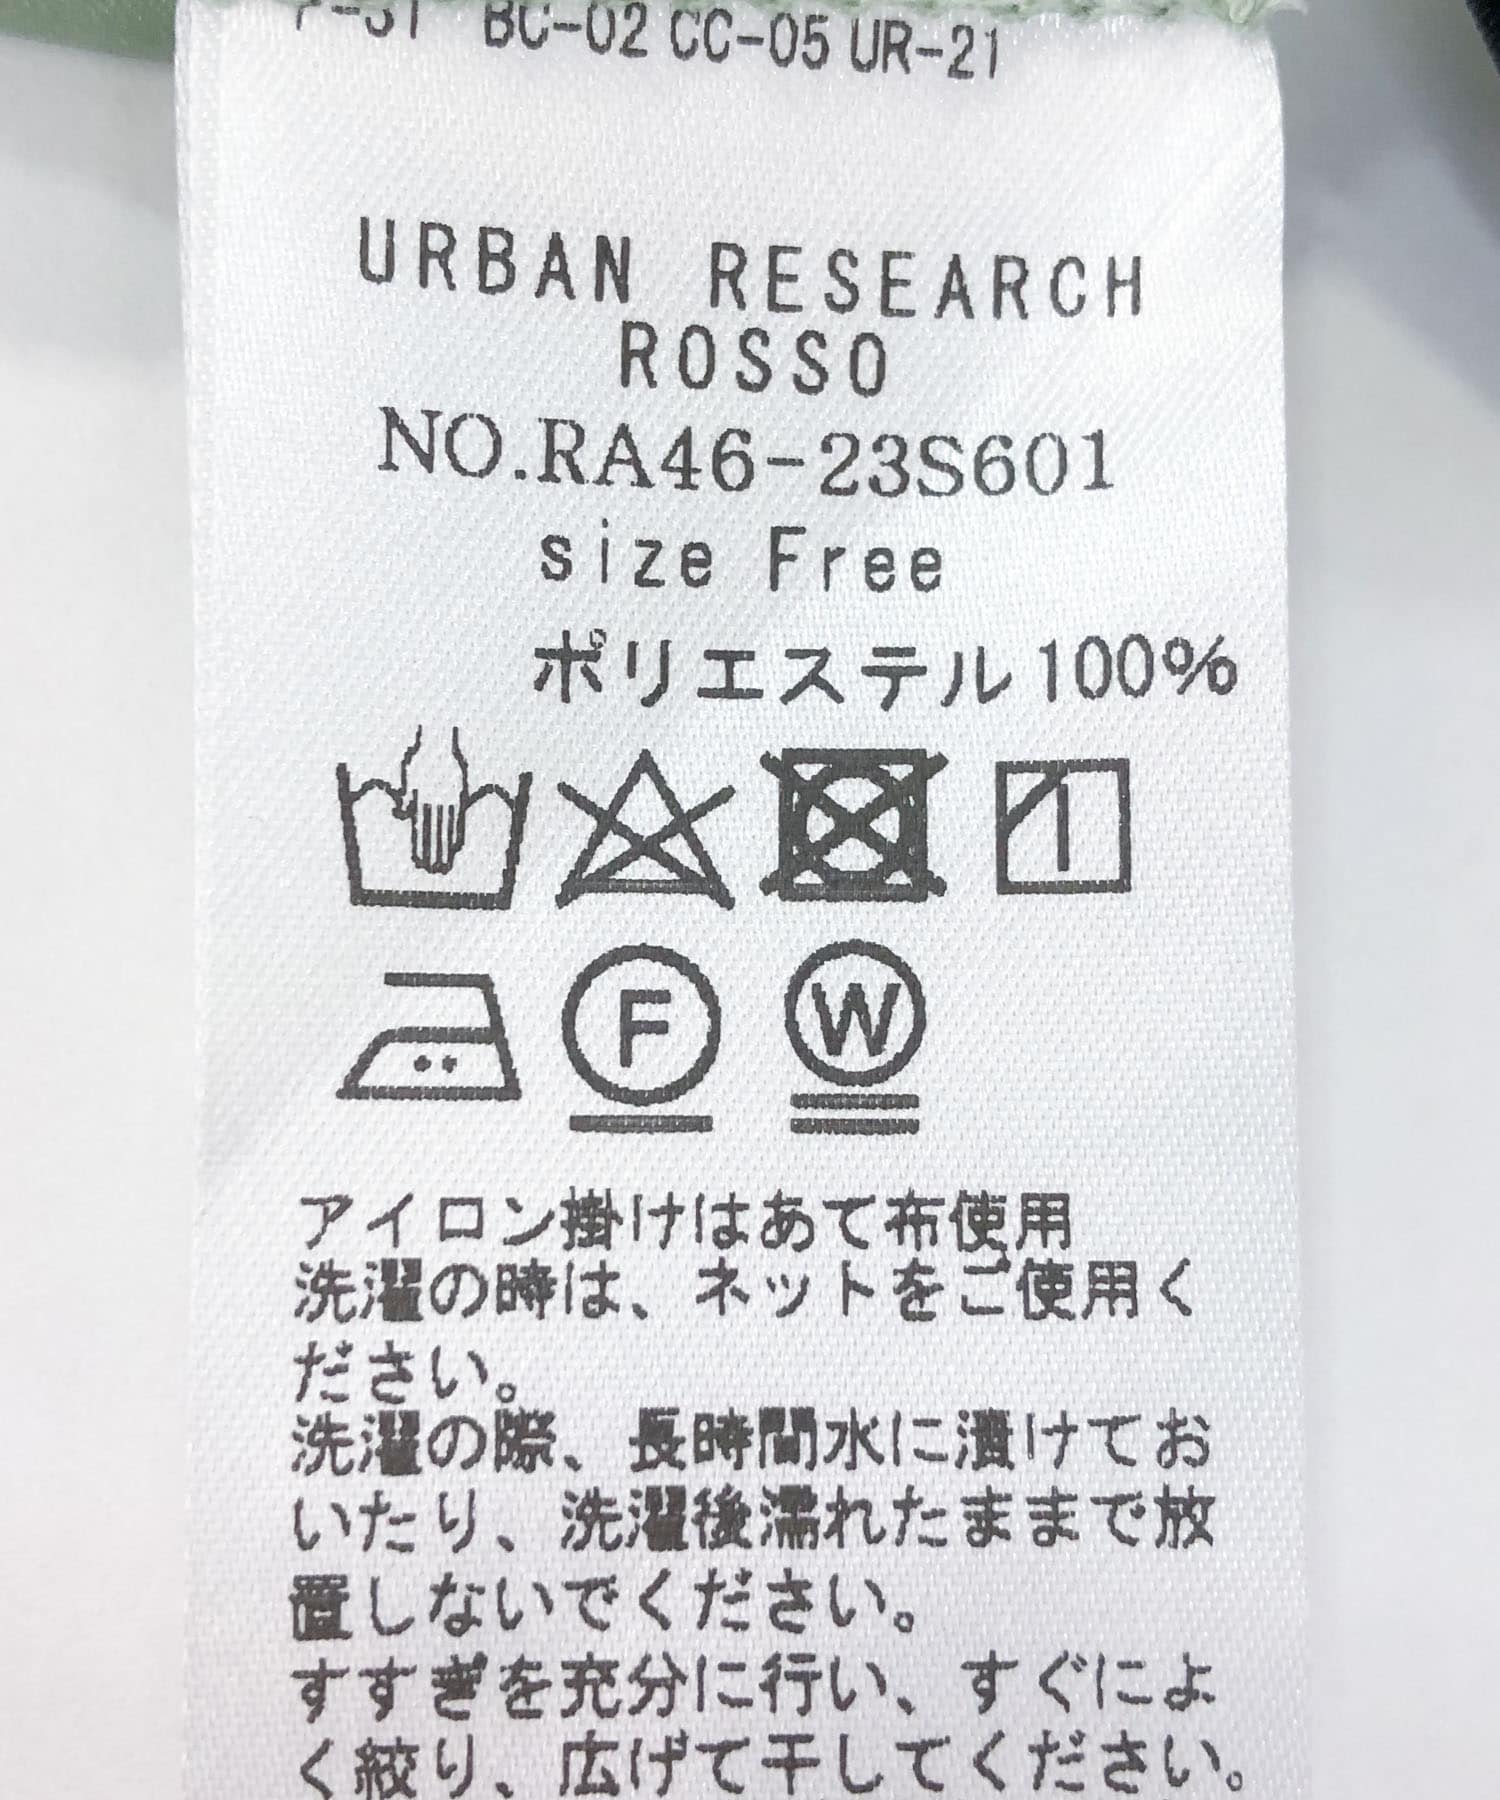 BC-02 CC-05 UR-21
URBAN RESEARCH
ROSSO
NO.RA46-23S601
size Free
ポリエステル100%
F W
アイロン掛けはあて布使用
洗濯の時は、ネットをご使用く
ださい。
洗濯の際、長時間水に漬けてお
いたり、洗濯後濡れたままで放
置しないでください。
すすぎを充分に行い、すぐによ
く絞り、広げて干してください。